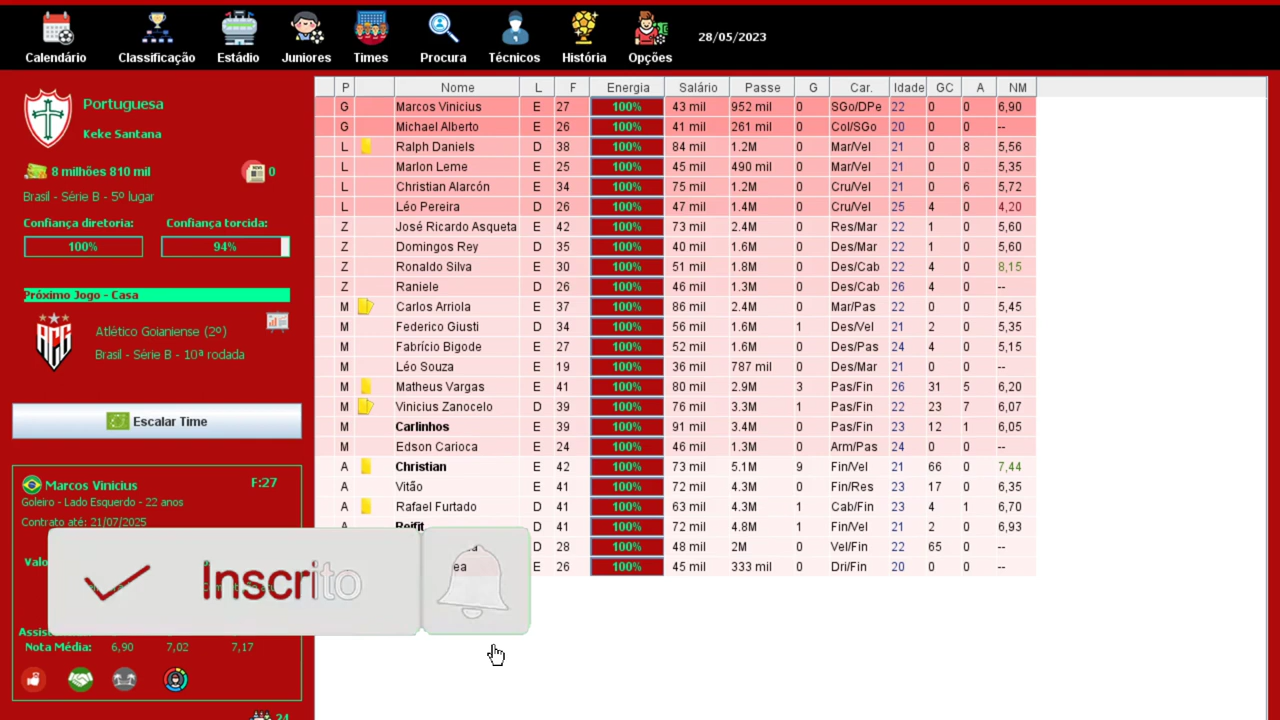 Calendário Classificação Estádio Juniores Times Procura Técnicos História Opções 28/05/2023
Portuguesa
Keke Santana
8 milhões 810 mil 0
Brasil - Série B - 5º lugar
Confiança diretoria: Confiança torcida:
100% 94%
Próximo Jogo - Casa
Atlético Goianiense (2º)
Brasil - Série B - 10ª rodada
Escalar Time
Marcos Vinicius F:27
Goleiro - Lado Esquerdo - 22 anos
Contrato até: 21/07/2025
Valo
Inscrito
Assis
Nota Média: 6,90 7,02 7,17
24
P Nome L F Energia Salário Passe G Car. Idade GC A NM
G Marcos Vinicius E 27 100% 43 mil 952 mil 0 SGo/DPe 22 0 0 6,90
G Michael Alberto E 26 100% 41 mil 261 mil 0 Col/SGo 20 0 0 --
L Ralph Daniels D 38 100% 84 mil 1.2M 0 Mar/Vel 21 0 8 5,56
L Marlon Leme E 25 100% 45 mil 490 mil 0 Mar/Vel 21 0 0 5,35
L Christian Alarcón E 34 100% 75 mil 1.2M 0 Cru/Vel 21 0 6 5,72
L Léo Pereira D 26 100% 47 mil 1.4M 0 Cru/Vel 25 4 0 4,20
Z José Ricardo Asqueta E 42 100% 73 mil 2.4M 0 Res/Mar 22 1 0 5,60
Z Domingos Rey D 35 100% 40 mil 1.6M 0 Des/Mar 22 1 0 5,60
Z Ronaldo Silva E 30 100% 51 mil 1.8M 0 Des/Cab 22 4 0 8,15
Z Raniele D 26 100% 46 mil 1.3M 0 Des/Cab 26 4 0 --
M Carlos Arriola E 37 100% 86 mil 2.4M 0 Mar/Pas 22 0 0 5,45
M Federico Giusti D 34 100% 56 mil 1.6M 1 Des/Vel 21 2 0 5,35
M Fabrício Bigode E 27 100% 52 mil 1.6M 0 Des/Pas 24 4 0 5,15
M Léo Souza E 19 100% 36 mil 787 mil 0 Des/Mar 21 0 0 --
M Matheus Vargas E 41 100% 80 mil 2.9M 3 Pas/Fin 26 31 5 6,20
M Vinicius Zanocelo D 39 100% 76 mil 3.3M 1 Pas/Fin 22 23 7 6,07
M Carlinhos E 39 100% 91 mil 3.4M 0 Pas/Fin 23 12 1 6,05
M Edson Carioca E 24 100% 46 mil 1.3M 0 Arm/Pas 24 0 0 --
A Christian E 42 100% 73 mil 5.1M 9 Fin/Vel 21 66 0 7,44
A Vitão E 41 100% 72 mil 4.3M 0 Fin/Res 23 17 0 6,35
A Rafael Furtado D 41 100% 63 mil 4.3M 1 Cab/Fin 23 4 1 6,70
A Reifit D 41 100% 72 mil 4.8M 1 Fin/Vel 21 2 0 6,93
D 28 100% 48 mil 2M 0 Vel/Fin 22 65 0 --
ea E 26 100% 45 mil 333 mil 0 Dri/Fin 20 0 0 --